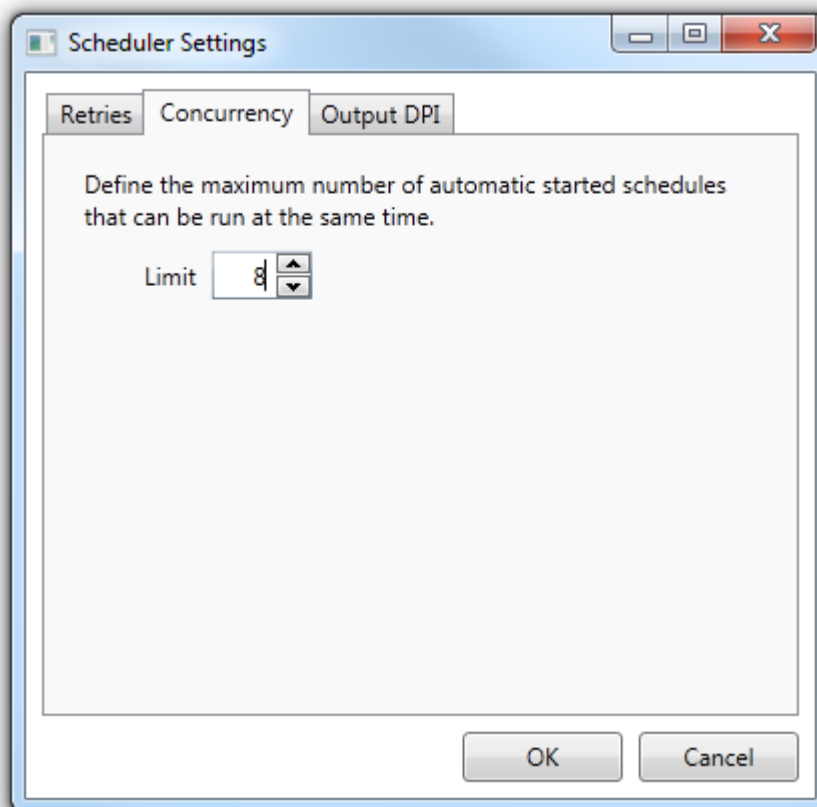 Scheduler Settings
Retries Concurrency Output DPI
Define the maximum number of automatic started schedules
that can be run at the same time.
Limit 8
OK Cancel